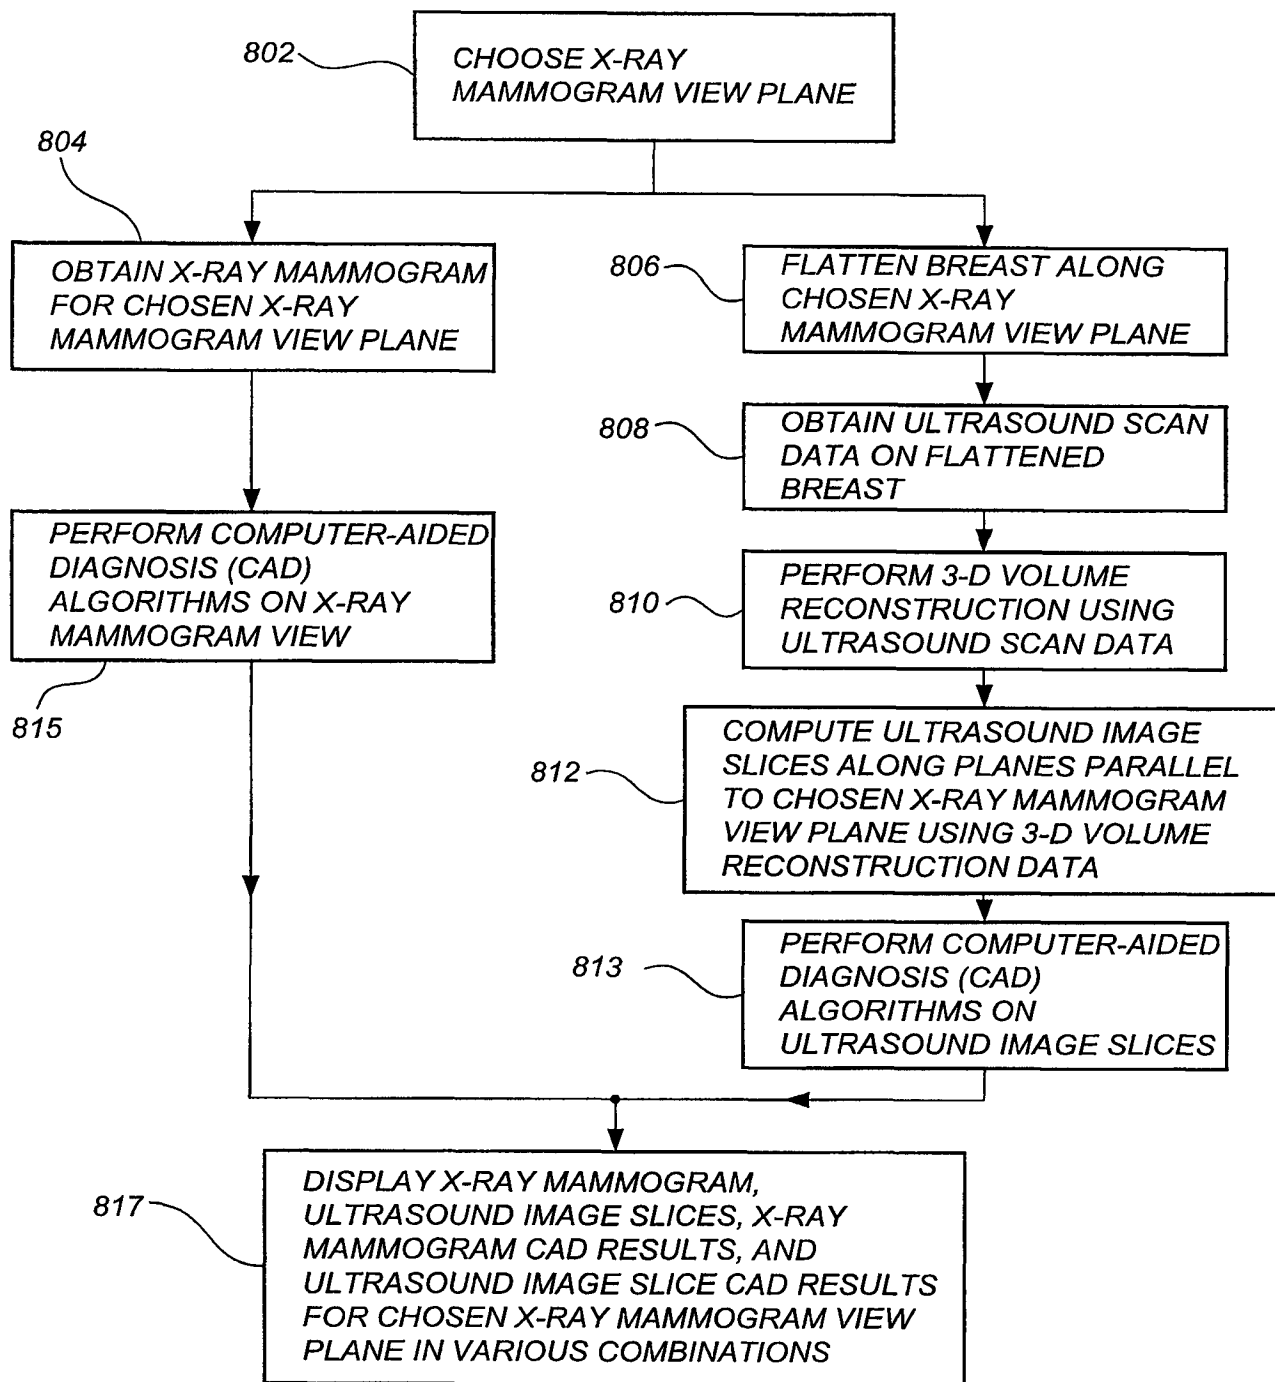 802
CHOOSE X-RAY
MAMMOGRAM VIEW PLANE
804
OBTAIN X-RAY MAMMOGRAM
FOR CHOSEN X-RAY
MAMMOGRAM VIEW PLANE
806
FLATTEN BREAST ALONG
CHOSEN X-RAY
MAMMOGRAM VIEW PLANE
808
OBTAIN ULTRASOUND SCAN
DATA ON FLATTENED
BREAST
PERFORM COMPUTER-AIDED
DIAGNOSIS (CAD)
ALGORITHMS ON X-RAY
MAMMOGRAM VIEW
815
810
PERFORM 3-D VOLUME
RECONSTRUCTION USING
ULTRASOUND SCAN DATA
812
COMPUTE ULTRASOUND IMAGE
SLICES ALONG PLANES PARALLEL
TO CHOSEN X-RAY MAMMOGRAM
VIEW PLANE USING 3-D VOLUME
RECONSTRUCTION DATA
813
PERFORM COMPUTER-AIDED
DIAGNOSIS (CAD)
ALGORITHMS ON
ULTRASOUND IMAGE SLICES
817
DISPLAY X-RAY MAMMOGRAM,
ULTRASOUND IMAGE SLICES, X-RAY
MAMMOGRAM CAD RESULTS, AND
ULTRASOUND IMAGE SLICE CAD RESULTS
FOR CHOSEN X-RAY MAMMOGRAM VIEW
PLANE IN VARIOUS COMBINATIONS